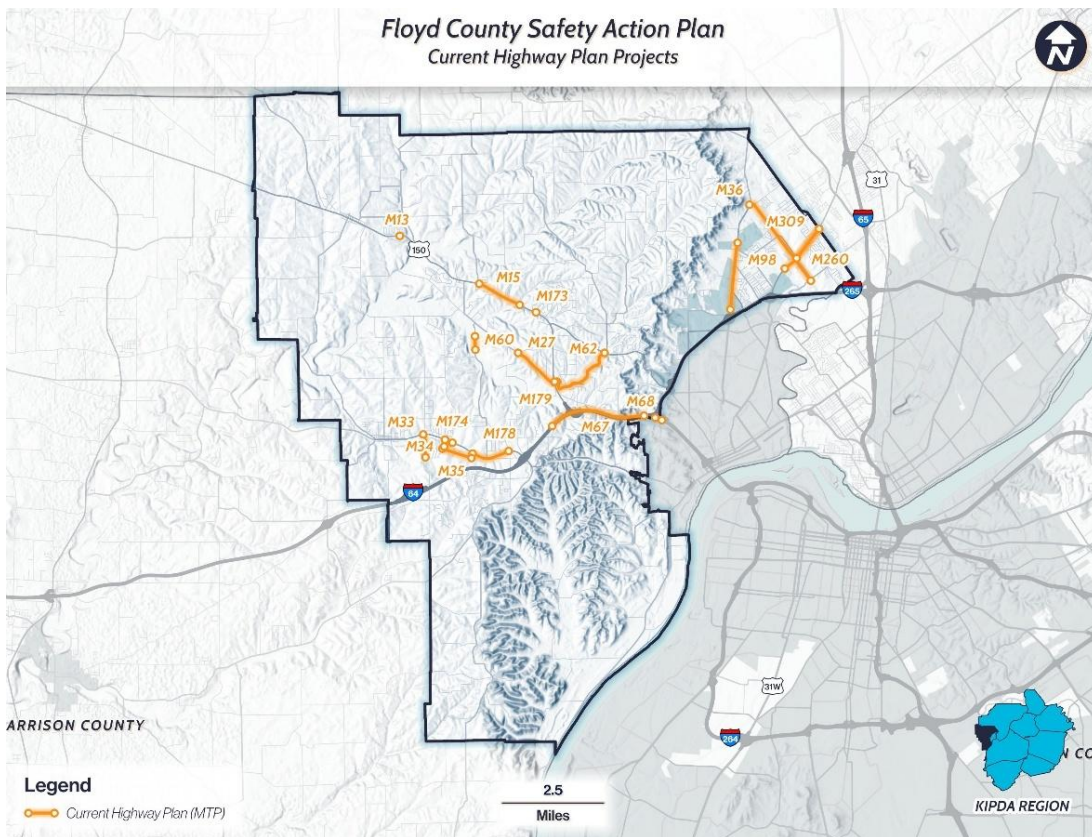 Floyd County Safety Action Plan
Current Highway Plan Projects
N
31
M36
M309
65
M13
150
M98
M260
265
M15
M173
M60
M27
M62
M179
M68
M33
M174
M67
M34
M178
M35
64
31W
264
ARRISON COUNTY
N CO
Legend
Current Highway Plan (MTP)
2.5
Miles
KIPDA REGION